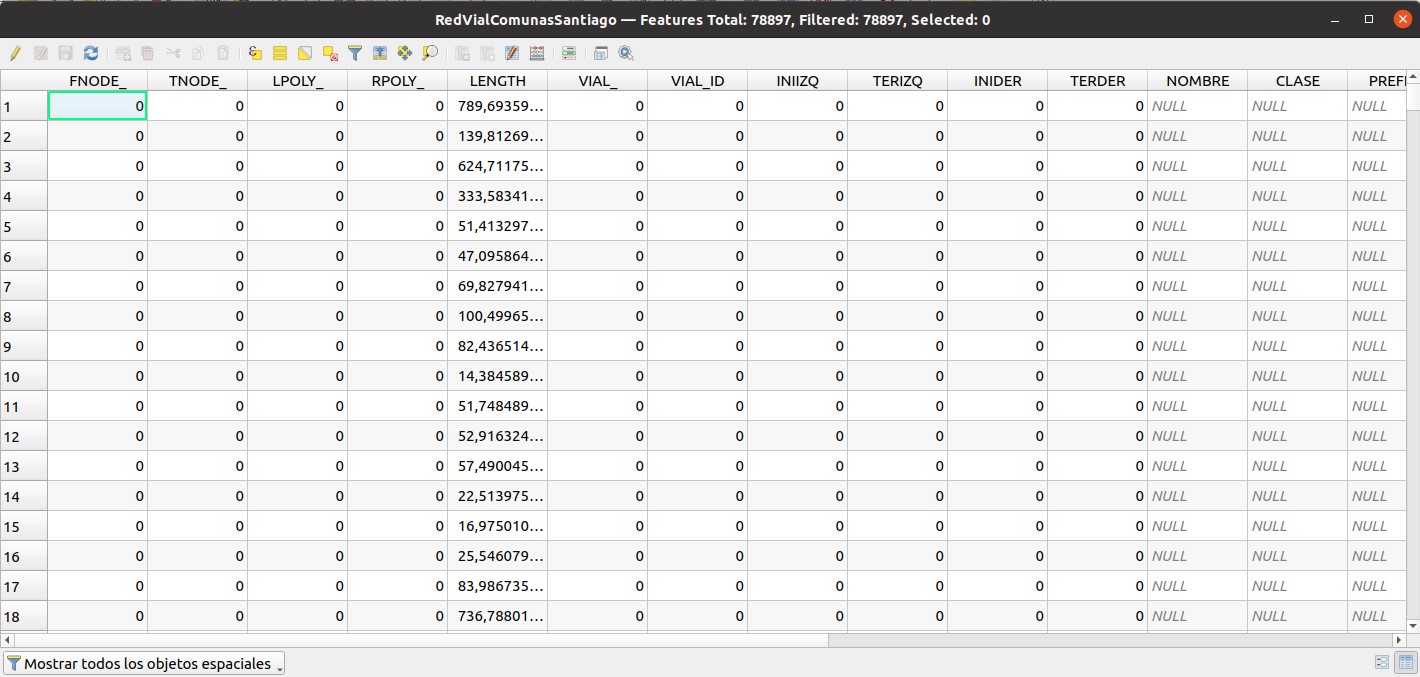 RedVialComunasSantiago — Features Total: 78897, Filtered: 78897, Selected: 0
FNODE_ TNODE_ LPOLY_ RPOLY_ LENGTH VIAL_ VIAL_ID INIIZQ TERIZQ INIDER TERDER NOMBRE CLASE PREFI
1 0 0 0 0 789,69359... 0 0 0 0 0 0 NULL NULL NULL
2 0 0 0 0 139,81269... 0 0 0 0 0 0 NULL NULL NULL
3 0 0 0 0 624,71175... 0 0 0 0 0 0 NULL NULL NULL
4 0 0 0 0 333,58341... 0 0 0 0 0 0 NULL NULL NULL
5 0 0 0 0 51,413297... 0 0 0 0 0 0 NULL NULL NULL
6 0 0 0 0 47,095864... 0 0 0 0 0 0 NULL NULL NULL
7 0 0 0 0 69,827941... 0 0 0 0 0 0 NULL NULL NULL
8 0 0 0 0 100,49965... 0 0 0 0 0 0 NULL NULL NULL
9 0 0 0 0 82,436514... 0 0 0 0 0 0 NULL NULL NULL
10 0 0 0 0 14,384589... 0 0 0 0 0 0 NULL NULL NULL
11 0 0 0 0 51,748489... 0 0 0 0 0 0 NULL NULL NULL
12 0 0 0 0 52,916324... 0 0 0 0 0 0 NULL NULL NULL
13 0 0 0 0 57,490045... 0 0 0 0 0 0 NULL NULL NULL
14 0 0 0 0 22,513975... 0 0 0 0 0 0 NULL NULL NULL
15 0 0 0 0 16,975010... 0 0 0 0 0 0 NULL NULL NULL
16 0 0 0 0 25,546079... 0 0 0 0 0 0 NULL NULL NULL
17 0 0 0 0 83,986735... 0 0 0 0 0 0 NULL NULL NULL
18 0 0 0 0 736,78801... 0 0 0 0 0 0 NULL NULL NULL
Mostrar todos los objetos espaciales